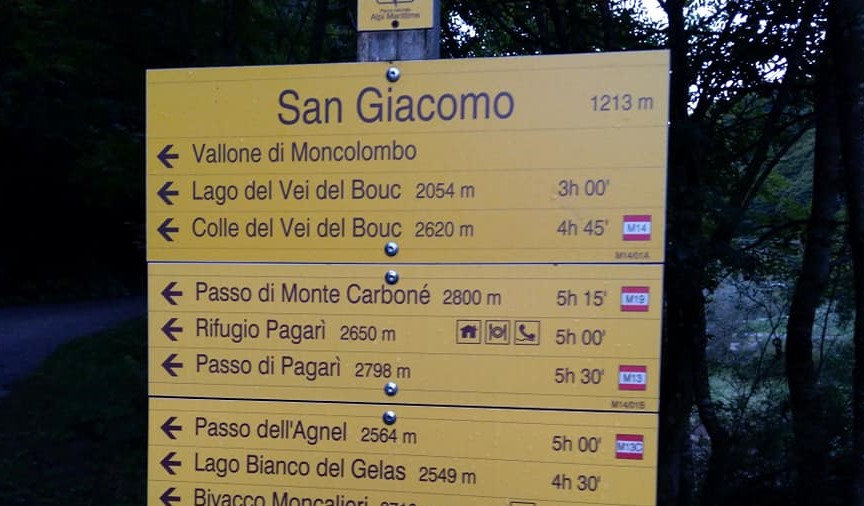 Alpi Marittime
San Giacomo 1213 m
Vallone di Moncolombo
Lago del Vei del Bouc 2054 m 3h 00'
Colle del Vei del Bouc 2620 m 4h 45' M14
M14/01A
Passo di Monte Carboné 2800 m 5h 15' M19
Rifugio Pagarì 2650 m 5h 00'
Passo di Pagarì 2798 m 5h 30' M13
M14/01B
Passo dell'Agnel 2564 m 5h 00' M13C
Lago Bianco del Gelas 2549 m 4h 30'
Bivacco Moncalieri